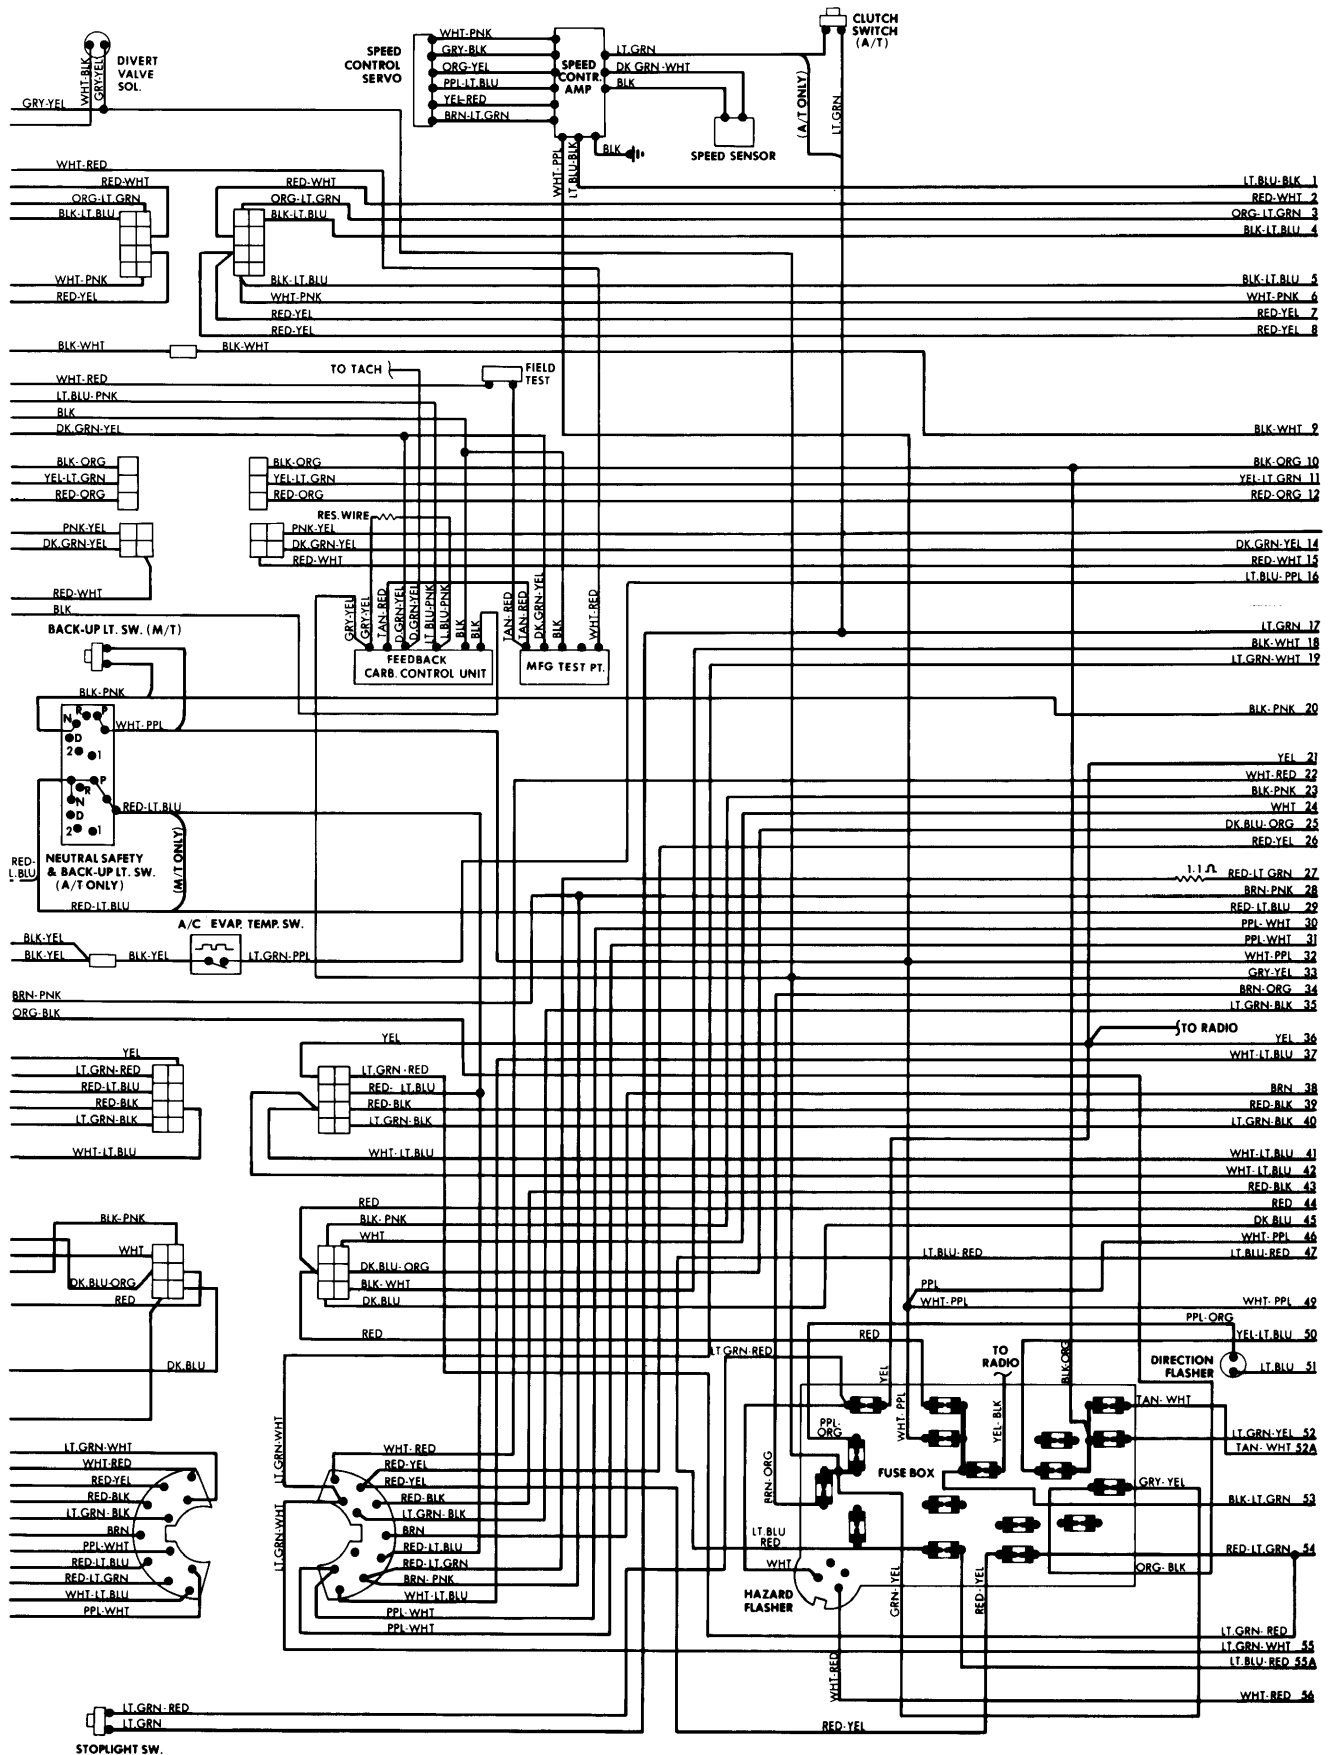 CLUTCH
SWITCH
(A/T)
DIVERT
VALVE
SOL.
WHT-BLK
GRY-YEL
GRY-YEL
SPEED
CONTROL
SERVO
WHT-PNK
GRY-BLK
ORG-YEL
PPL-LT.BLU
YEL-RED
BRN-LT.GRN
SPEED
CONTR.
AMP
LT.GRN
DK GRN-WHT
BLK
(A/T ONLY)
LT.GRN
SPEED SENSOR
WHT-PPL
LT.BLU-BLK
BLK
WHT-RED
RED-WHT
ORG-LT.GRN
BLK-LT.BLU
RED-WHT
ORG-LT.GRN
BLK-LT.BLU
LT.BLU-BLK 1
RED-WHT 2
ORG-LT.GRN 3
BLK-LT.BLU 4
WHT-PNK
RED-YEL
BLK-LT.BLU
WHT-PNK
RED-YEL
RED-YEL
BLK-LT.BLU 5
WHT-PNK 6
RED-YEL 7
RED-YEL 8
BLK-WHT
BLK-WHT
TO TACH
FIELD
TEST
WHT-RED
LT.BLU-PNK
BLK
DK.GRN-YEL
BLK-WHT 9
BLK-ORG
YEL-LT.GRN
RED-ORG
BLK-ORG
YEL-LT.GRN
RED-ORG
BLK-ORG 10
YEL-LT GRN 11
RED-ORG 12
RES.WIRE
PNK-YEL
DK.GRN-YEL
PNK-YEL
DK.GRN-YEL
RED-WHT
DK.GRN-YEL 14
RED-WHT 15
LT.BLU-PPL 16
RED-WHT
BLK
GRY-YEL
GRY-YEL
TAN-RED
D.GRN-YEL
D.GRN-YEL
LT BLU-PNK
L.BLU-PNK
BLK
BLK
TAN-RED
TAN-RED
DK.GRN-YEL
BLK
WHT-RED
BACK-UP LT. SW. (M/T)
FEEDBACK
CARB. CONTROL UNIT
MFG TEST PT.
LT.GRN 17
BLK-WHT 18
LT.GRN-WHT 19
BLK-PNK
BLK-PNK 20
N
R
P
WHT-PPL
D
2
1
P
R
N
D
2
1
RED-LT.BLU
(M/T ONLY)
YEL 21
WHT-RED 22
BLK-PNK 23
WHT 24
DK.BLU-ORG 25
RED-YEL 26
RED-
L.BLU
NEUTRAL SAFETY
& BACK-UP LT. SW.
(A/T ONLY)
RED-LT.BLU
1.1 Ω
RED-LT GRN 27
BRN-PNK 28
RED-LT.BLU 29
PPL-WHT 30
PPL-WHT 31
WHT-PPL 32
GRY-YEL 33
BRN-ORG 34
LT.GRN-BLK 35
A/C EVAP. TEMP. SW.
BLK-YEL
BLK-YEL
BLK-YEL
LT.GRN-PPL
BRN-PNK
ORG-BLK
TO RADIO
YEL
YEL 36
WHT-LT.BLU 37
YEL
LT.GRN-RED
RED-LT.BLU
RED-BLK
LT.GRN-BLK
WHT-LT.BLU
LT.GRN-RED
RED-LT.BLU
RED-BLK
LT.GRN-BLK
WHT-LT.BLU
BRN 38
RED-BLK 39
LT.GRN-BLK 40
WHT-LT.BLU 41
WHT-LT.BLU 42
RED-BLK 43
RED 44
DK.BLU 45
WHT-PPL 46
LT.BLU-RED 47
BLK-PNK
WHT
DK.BLU-ORG
RED
DK.BLU
RED
BLK-PNK
WHT
DK.BLU-ORG
BLK-WHT
DK.BLU
RED
LT.BLU-RED
PPL
WHT-PPL
WHT-PPL 49
PPL-ORG
YEL-LT.BLU 50
LT.BLU 51
DIRECTION
FLASHER
RED
LT.GRN-RED
TO
RADIO
YEL
WHT-PPL
YEL-BLK
BLK-ORG
PPL-
ORG
BRN-ORG
FUSE BOX
TAN-WHT
LT.GRN-YEL 52
TAN-WHT 52A
GRY-YEL
BLK-LT.GRN 53
RED-LT.GRN 54
ORG-BLK
LT.BLU
RED
WHT
HAZARD
FLASHER
GRN-YEL
RED-YEL
LT.GRN-WHT
WHT-RED
RED-YEL
RED-BLK
LT.GRN-BLK
BRN
PPL-WHT
RED-LT.BLU
RED-LT.GRN
WHT-LT.BLU
PPL-WHT
LT.GRN-WHT
LT.GRN-WHT
WHT-RED
RED-YEL
RED-YEL
RED-BLK
LT.GRN-BLK
BRN
RED-LT.BLU
RED-LT.GRN
BRN-PNK
WHT-LT.BLU
PPL-WHT
PPL-WHT
LT.GRN-RED
LT.GRN-WHT 55
LT.BLU-RED 55A
WHT-RED
WHT-RED 56
RED-YEL
LT.GRN-RED
LT.GRN
STOPLIGHT SW.